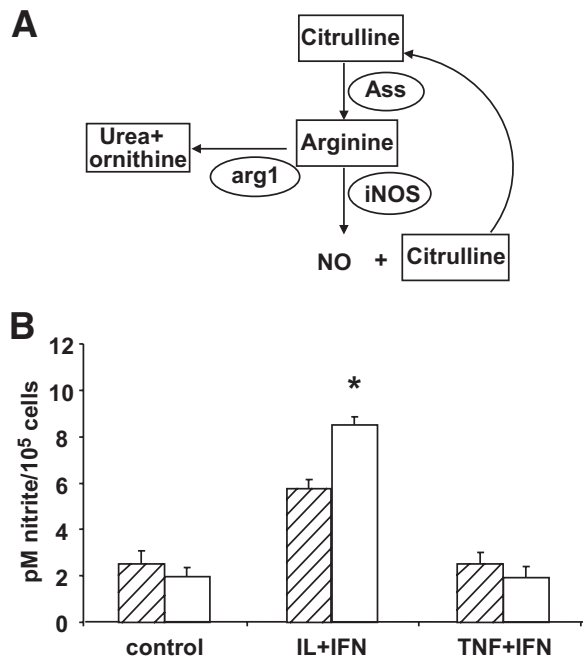 A
Citrulline
Ass
Urea+
ornithine
Arginine
arg1
iNOS
NO + Citrulline
B
pM nitrite/10⁵ cells
12
10
8
6
4
2
0
*
control IL+IFN TNF+IFN